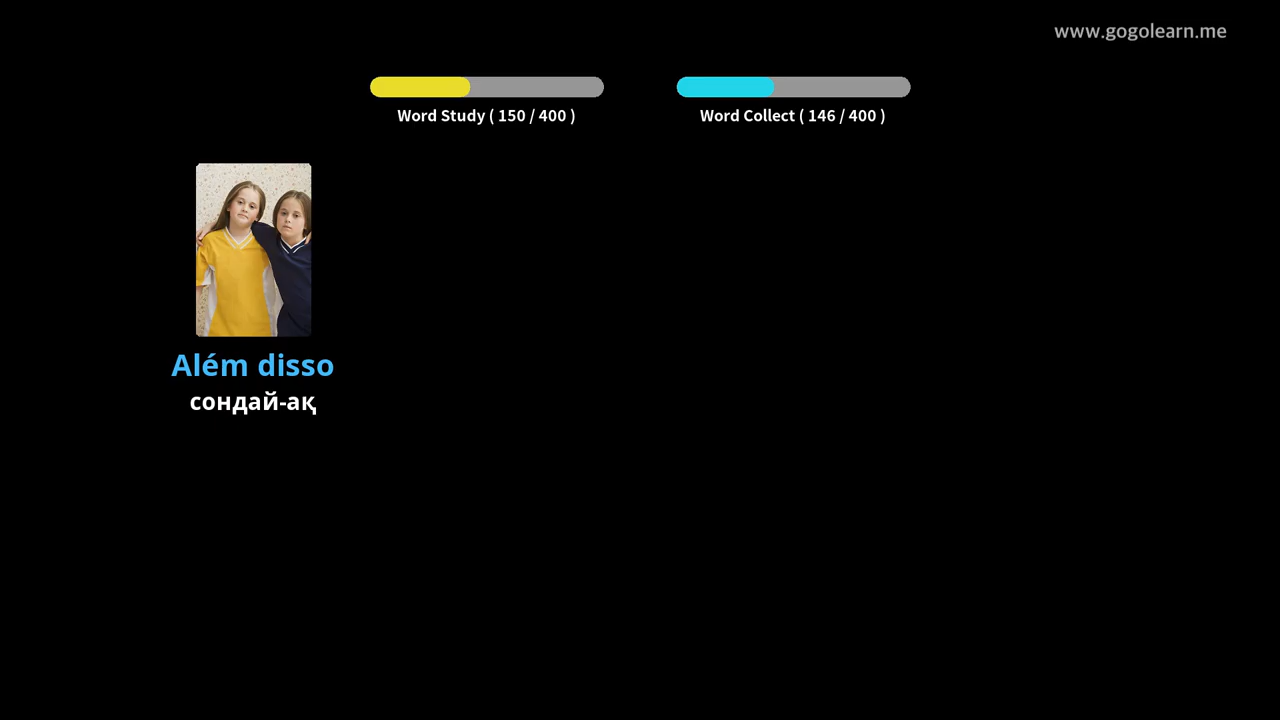 www.gogolearn.me
Word Study ( 150 / 400 )
Word Collect ( 146 / 400 )
Além disso
сондай-ақ